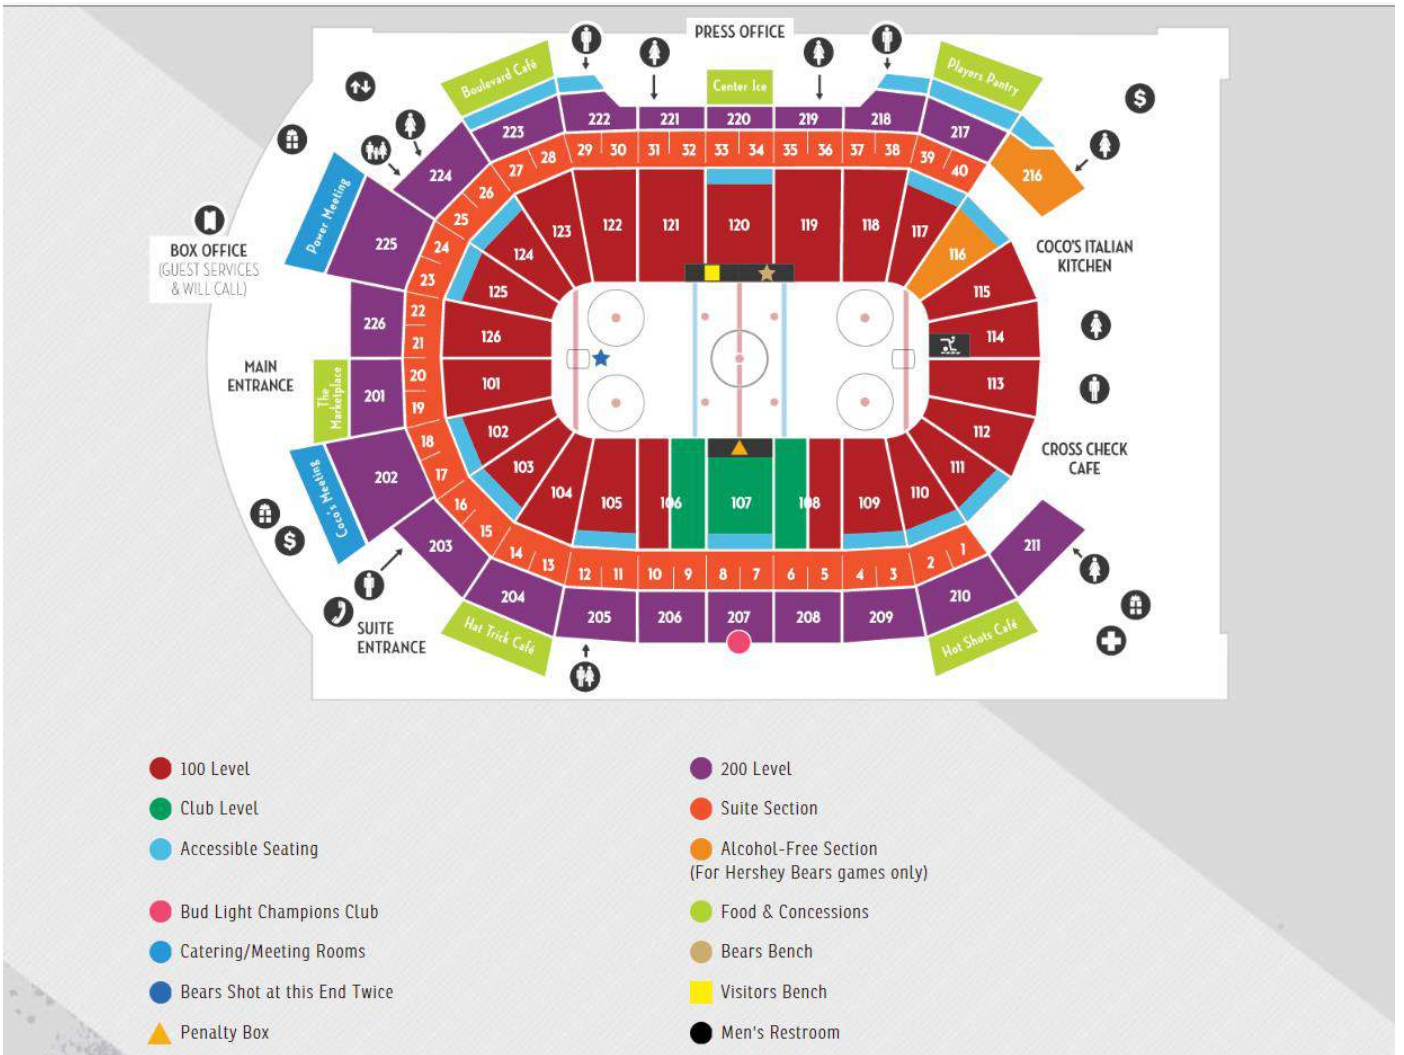 PRESS OFFICE
Boulevard Café
Center Ice
Players Pantry
222
221
220
219
218
223
217
224
216
29
30
31
32
33
34
35
36
37
38
28
39
27
40
26
25
24
23
22
21
20
19
18
17
16
15
14
13
12
11
10
9
8
7
6
5
4
3
2
1
Power Meeting
225
226
201
202
203
204
205
206
207
208
209
210
211
BOX OFFICE
(GUEST SERVICES
& WILL CALL)
MAIN
ENTRANCE
The
Marketplace
Coco's Meeting
SUITE
ENTRANCE
Hat Trick Café
Hot Shots Café
COCO'S ITALIAN
KITCHEN
CROSS CHECK
CAFE
$
$
123
122
121
120
119
118
117
124
116
125
115
126
114
101
113
102
112
103
111
104
110
105
106
107
108
109
100 Level
200 Level
Club Level
Suite Section
Accessible Seating
Alcohol-Free Section
(For Hershey Bears games only)
Bud Light Champions Club
Food & Concessions
Catering/Meeting Rooms
Bears Bench
Bears Shot at this End Twice
Visitors Bench
Penalty Box
Men's Restroom